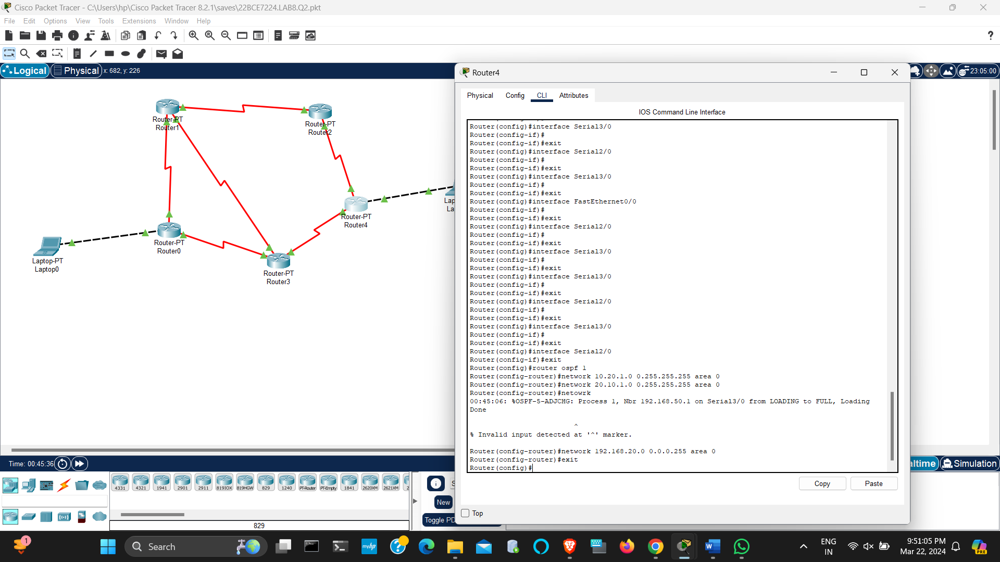 Cisco Packet Tracer - C:\Users\hp\Cisco Packet Tracer 8.2.1\saves\22BCE7224.LAB8.Q2.pkt
File Edit Options View Tools Extensions Window Help
?
Logical Physical x: 682, y: 226
23:05:00
Router-PT
Router1
Router-PT
Router2
Router-PT
Router4
Lap
La
Router-PT
Router0
Laptop-PT
Laptop0
Router-PT
Router3
Router4
Physical Config CLI Attributes
IOS Command Line Interface
Router(config)#interface Serial3/0
Router(config-if)#
Router(config-if)#exit
Router(config)#interface Serial2/0
Router(config-if)#
Router(config-if)#exit
Router(config)#interface Serial3/0
Router(config-if)#
Router(config-if)#exit
Router(config)#interface FastEthernet0/0
Router(config-if)#
Router(config-if)#exit
Router(config)#interface Serial2/0
Router(config-if)#
Router(config-if)#exit
Router(config)#interface Serial3/0
Router(config-if)#
Router(config-if)#exit
Router(config)#interface Serial3/0
Router(config-if)#
Router(config-if)#exit
Router(config)#interface Serial2/0
Router(config-if)#
Router(config-if)#exit
Router(config)#interface Serial3/0
Router(config-if)#
Router(config-if)#exit
Router(config)#interface Serial2/0
Router(config-if)#exit
Router(config)#router ospf 1
Router(config-router)#network 10.20.1.0 0.255.255.255 area 0
Router(config-router)#network 20.10.1.0 0.255.255.255 area 0
Router(config-router)#netowrk
00:45:06: %OSPF-5-ADJCHG: Process 1, Nbr 192.168.50.1 on Serial3/0 from LOADING to FULL, Loading
Done
^
% Invalid input detected at '^' marker.
Router(config-router)#network 192.168.20.0 0.0.0.255 area 0
Router(config-router)#exit
Router(config)#
Copy Paste
Top
Time: 00:45:36
altime Simulation
4331 4321 1941 2901 2911 819IOX 819HGW 829 1240 PT-Router PT-Empty 1841 2620XM 2621XM 2
829
S
New
Toggle PD
1
Search
myhp
ENG
IN
9:51:05 PM
Mar 22, 2024
PRE